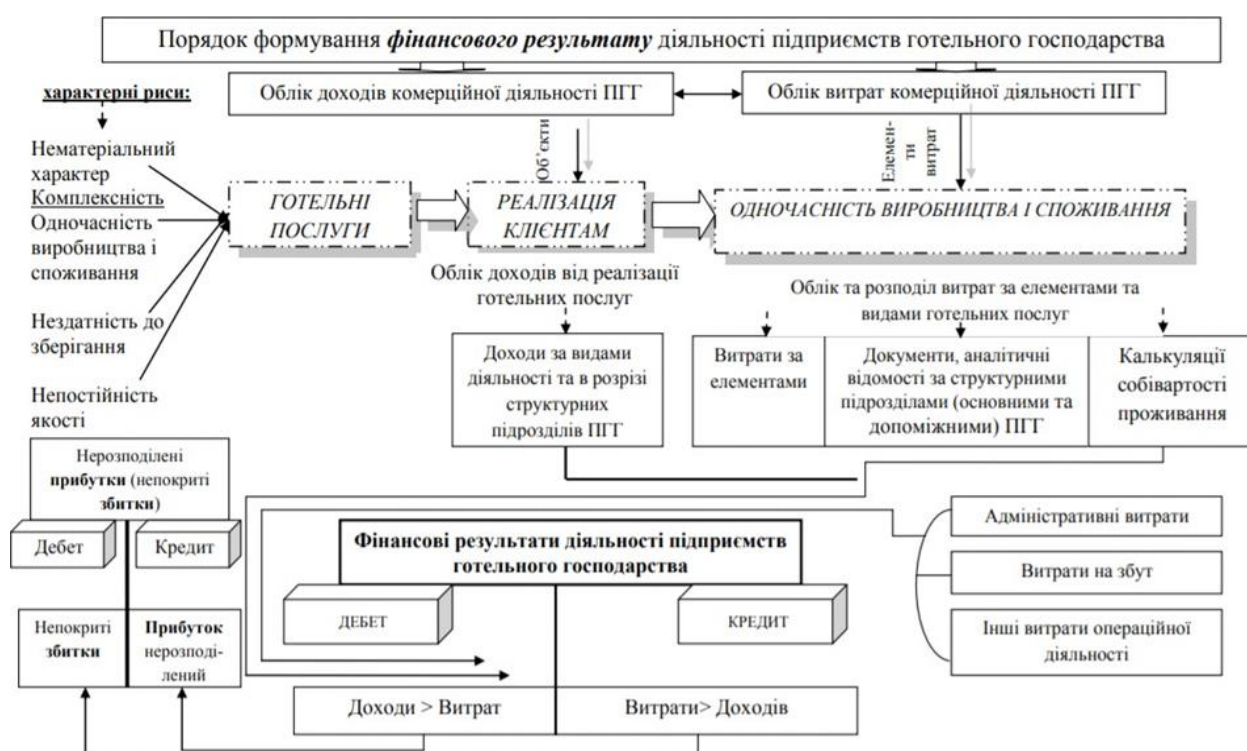 Порядок формування фінансового результату діяльності підприємств готельного господарства
характерні риси:
Облік доходів комерційної діяльності ПГГ
Облік витрат комерційної діяльності ПГГ
Об’єкти
Елемен-
ти
витрат
Нематеріальний
характер
Комплексність
Одночасність
виробництва і
споживання
Нездатність до
зберігання
Непостійність
якості
ГОТЕЛЬНІ
ПОСЛУГИ
РЕАЛІЗАЦІЯ
КЛІЄНТАМ
ОДНОЧАСНІСТЬ ВИРОБНИЦТВА І СПОЖИВАННЯ
Облік доходів від реалізації
готельних послуг
Облік та розподіл витрат за елементами та
видами готельних послуг
Доходи за видами
діяльності та в розрізі
структурних
підрозділів ПГГ
Витрати за
елементами
Документи, аналітичні
відомості за структурними
підрозділами (основними та
допоміжними) ПГГ
Калькуляції
собівартості
проживання
Нерозподілені
прибутки (непокриті
збитки)
Дебет
Кредит
Непокриті
збитки
Прибуток
нерозподі-
лений
Фінансові результати діяльності підприємств
готельного господарства
ДЕБЕТ
КРЕДИТ
Доходи > Витрат
Витрати> Доходів
Адміністративні витрати
Витрати на збут
Інші витрати операційної
діяльності